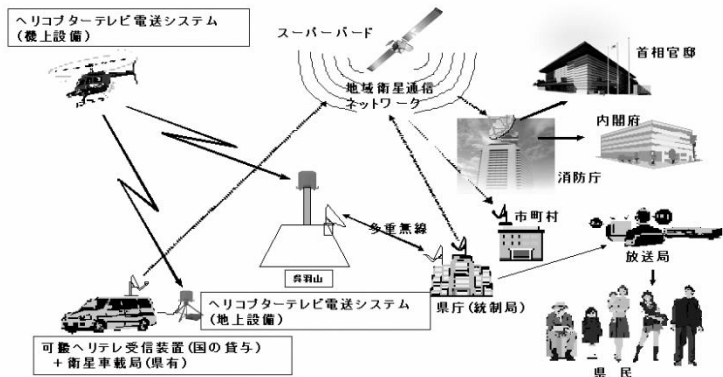 ヘリコプターテレビ電送システム
(機上設備)
スーパーバード
地域衛星通信
ネットワーク
首相官邸
内閣府
消防庁
市町村
多重無線
放送局
呉羽山
県庁(統制局)
ヘリコプターテレビ電送システム
(地上設備)
可搬ヘリテレ受信装置(国の貸与)
+衛星車載局(県有)
県 民